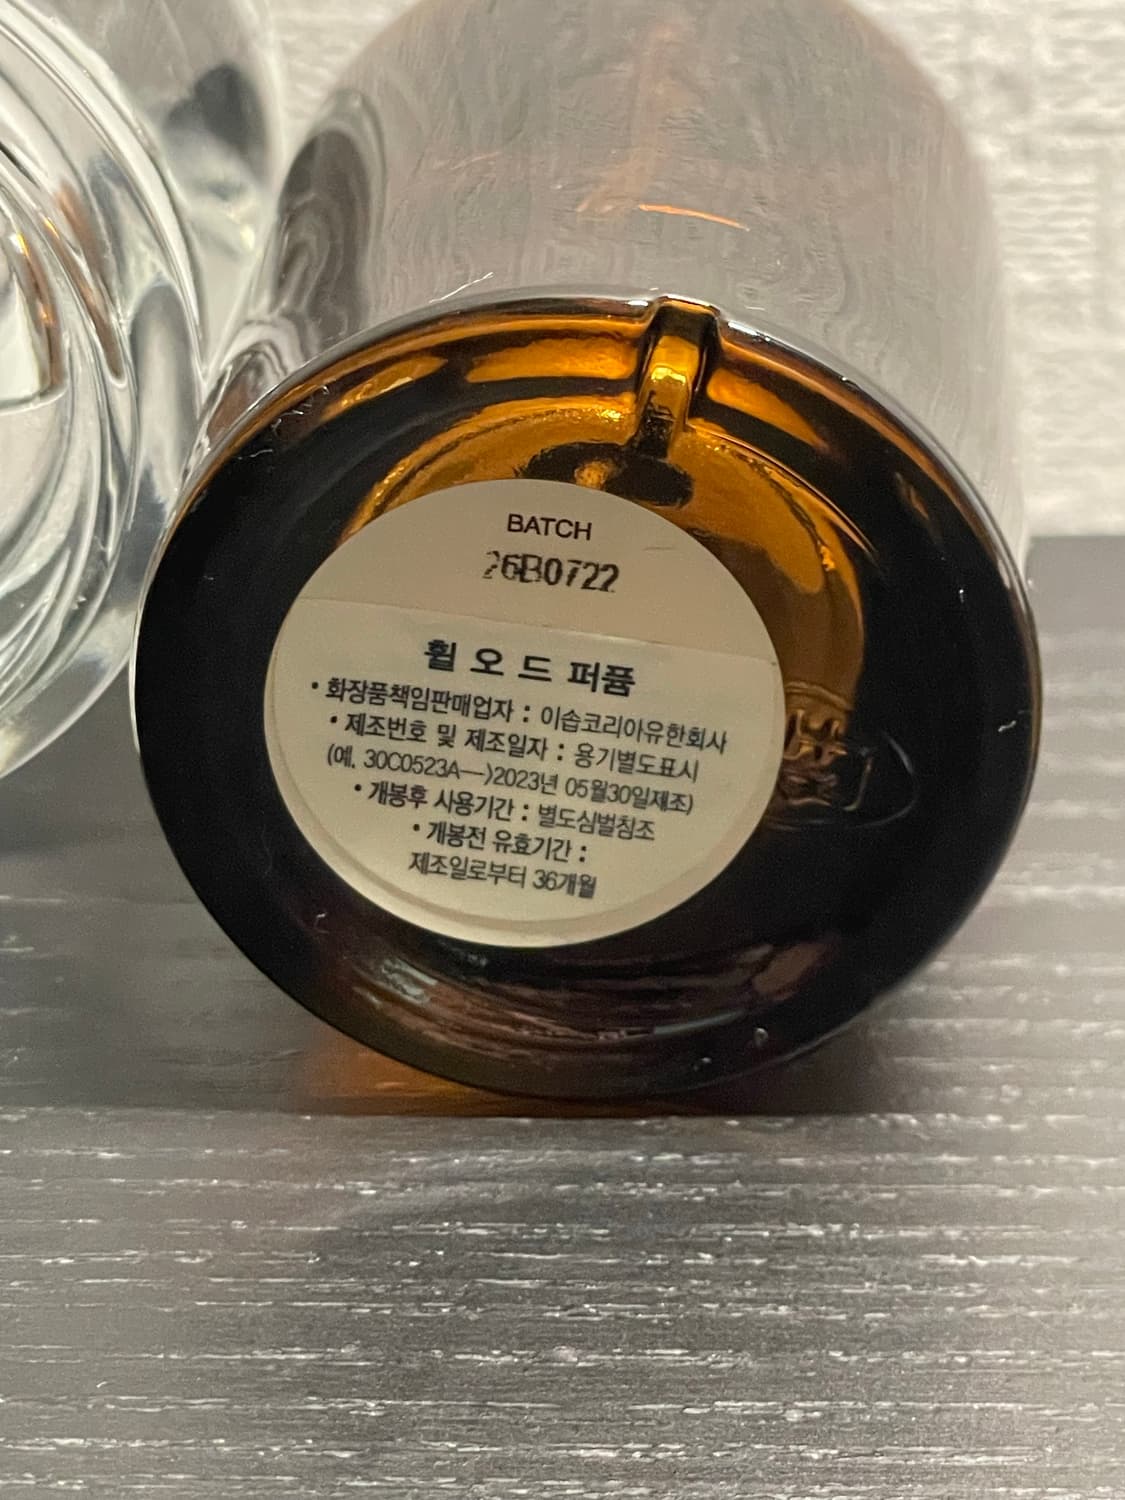 BATCH
26B0722
휠 오 드 퍼퓸
• 화장품책임판매업자 : 이솝코리아유한회사
• 제조번호 및 제조일자 : 용기별도표시
(예. 30C0523A—)2023년 05월30일제조)
• 개봉후 사용기간 : 별도심벌참조
• 개봉전 유효기간 :
제조일로부터 36개월